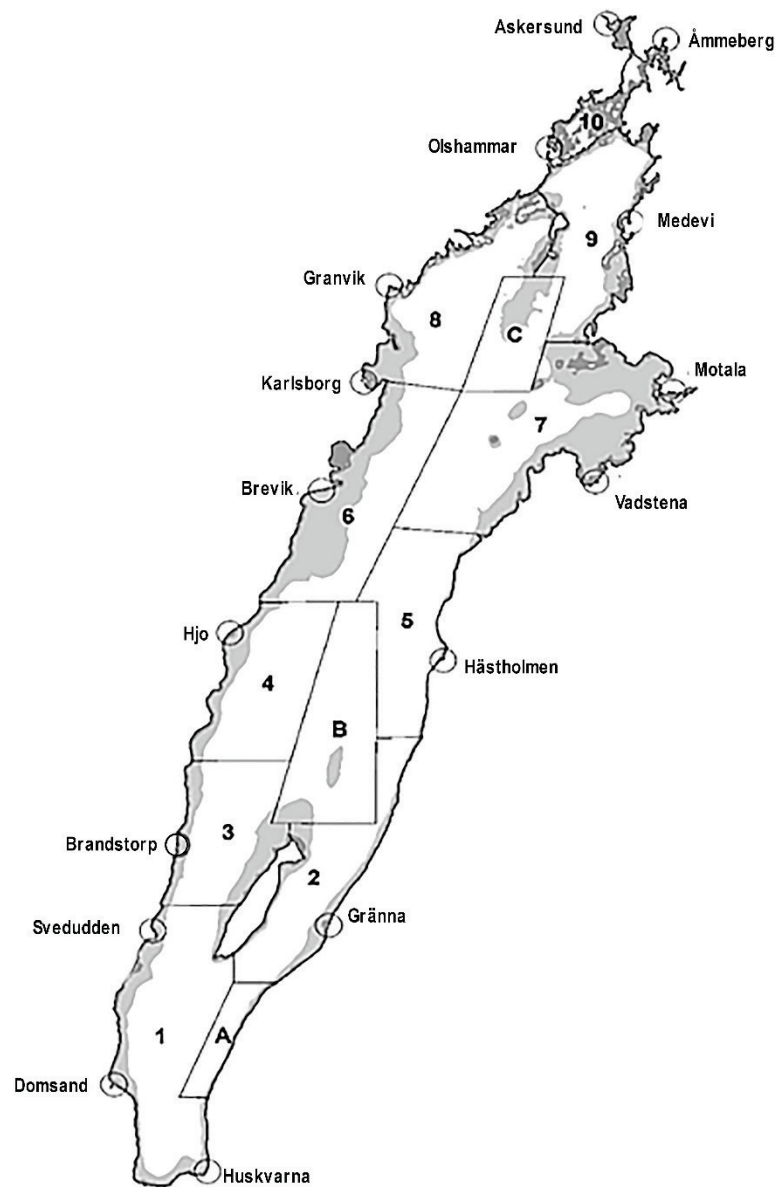 Askersund
Åmmeberg
10
Olshammar
Medevi
9
Granvik
8
C
Karlsborg
Motala
7
Brevik
Vadstena
6
5
Hjo
Hästholmen
4
B
3
Brandstorp
2
Gränna
Svedudden
1
A
Domsand
Huskvarna